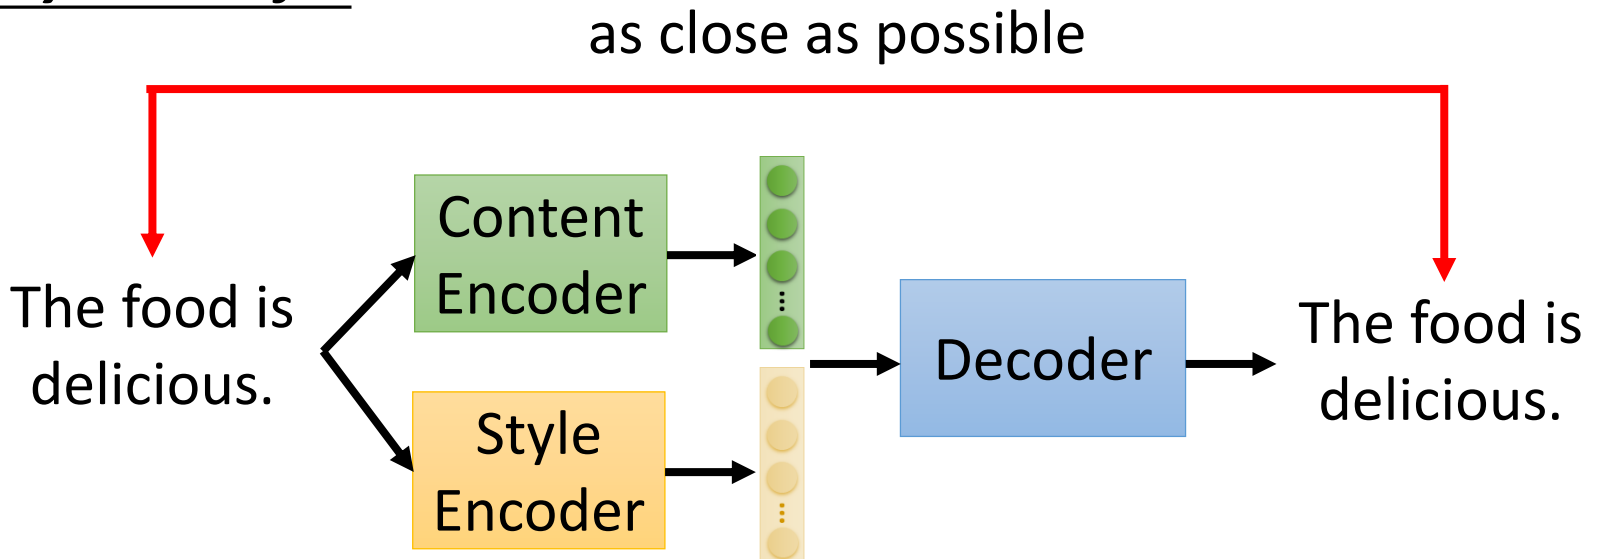 as close as possible
The food is
delicious.
Content
Encoder
Style
Encoder
Decoder
The food is
delicious.